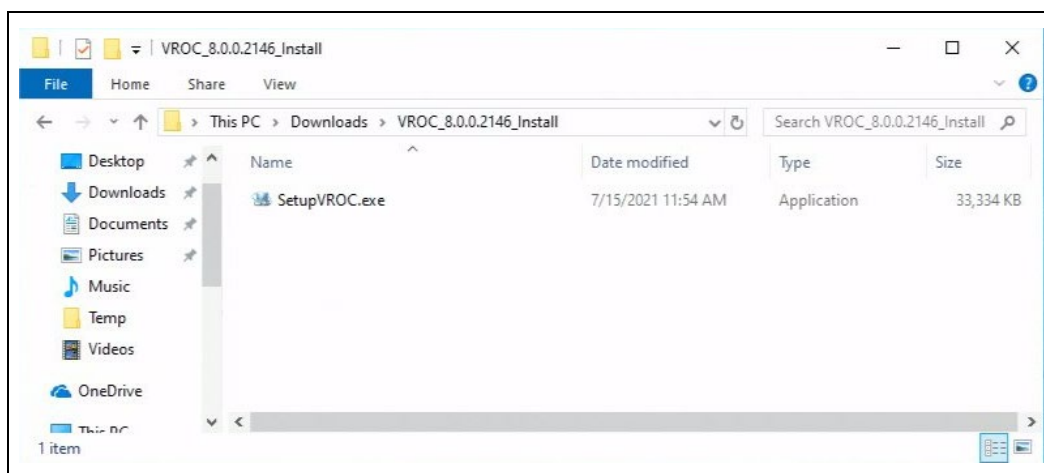 VROC_8.0.0.2146_Install
File Home Share View
This PC > Downloads > VROC_8.0.0.2146_Install Search VROC_8.0.0.2146_Install
Desktop Name Date modified Type Size
Downloads SetupVROC.exe 7/15/2021 11:54 AM Application 33,334 KB
Documents
Pictures
Music
Temp
Videos
OneDrive
This PC
1 item